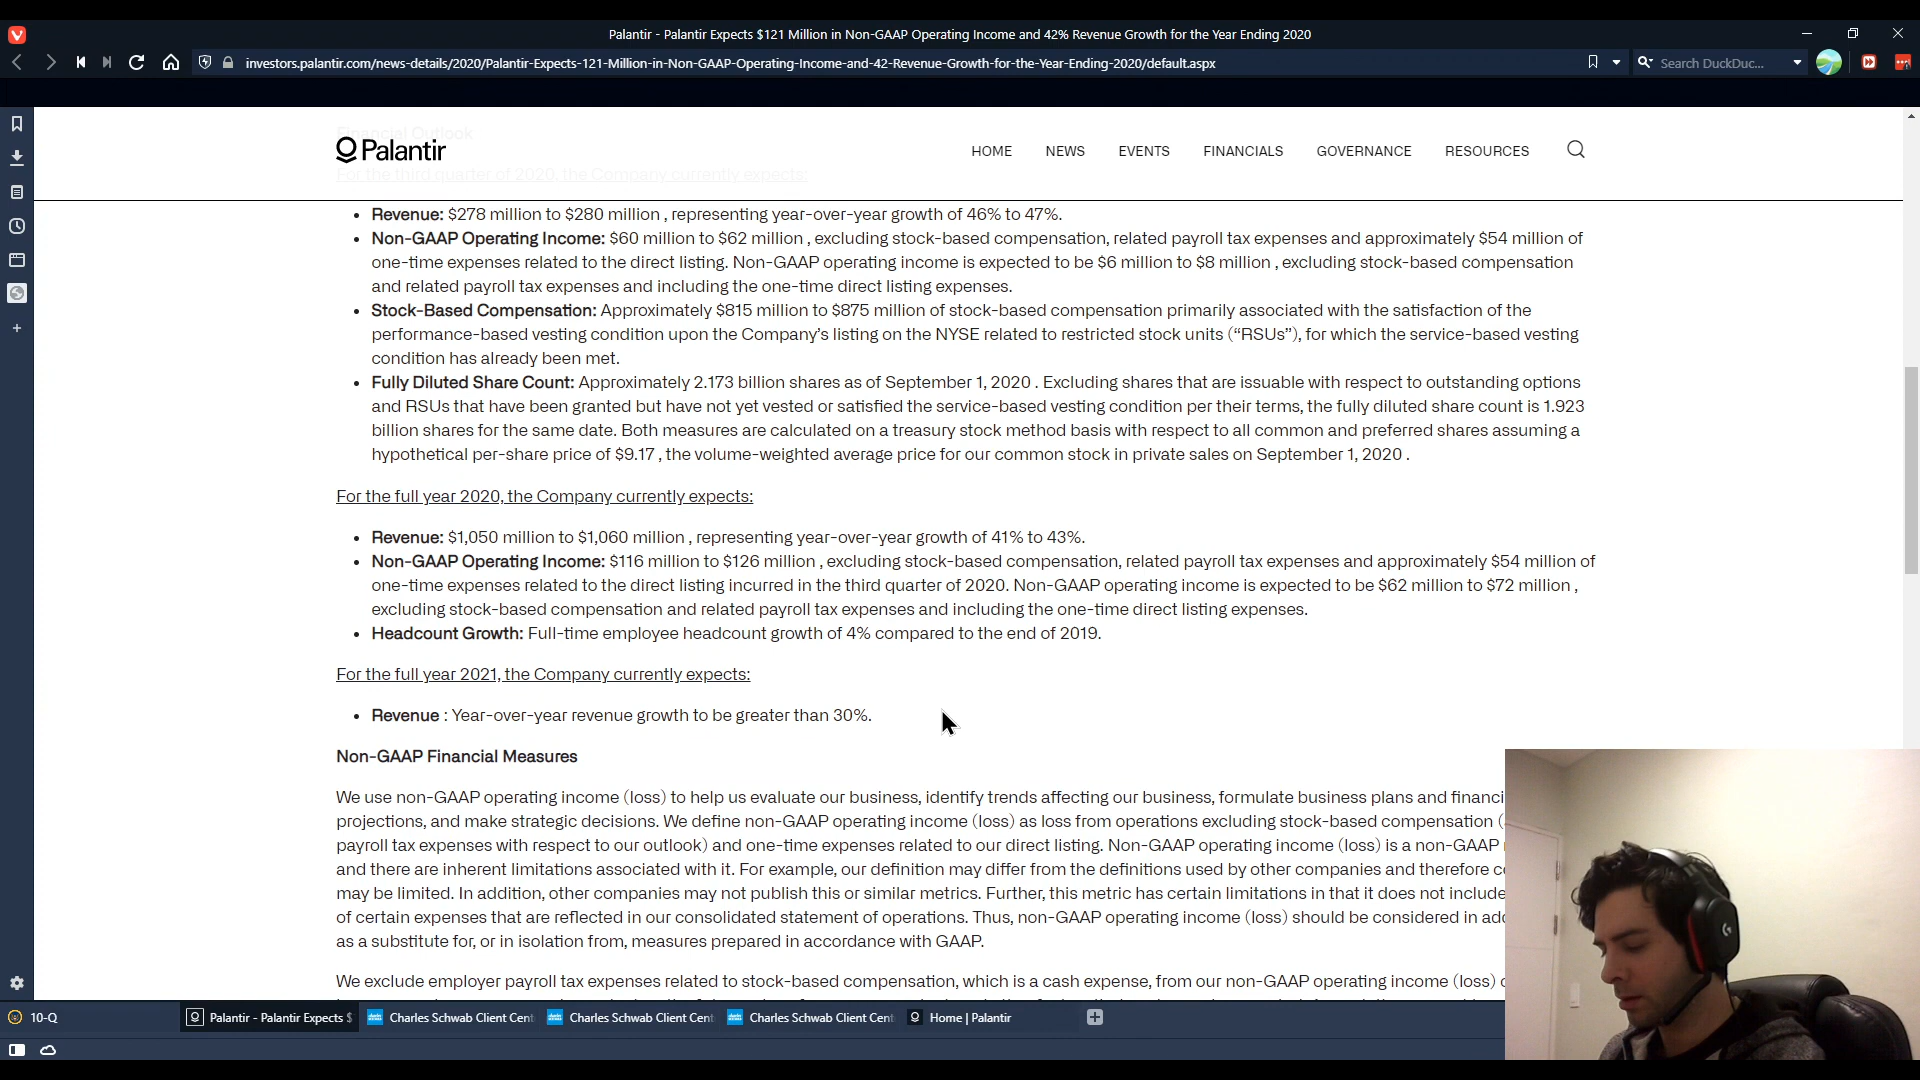 Palantir - Palantir Expects $121 Million in Non-GAAP Operating Income and 42% Revenue Growth for the Year Ending 2020
investors.palantir.com/news-details/2020/Palantir-Expects-121-Million-in-Non-GAAP-Operating-Income-and-42-Revenue-Growth-for-the-Year-Ending-2020/default.aspx
Search DuckDuc...
Financial Outlook
Palantir
HOME NEWS EVENTS FINANCIALS GOVERNANCE RESOURCES
For the third quarter of 2020, the Company currently expects:
• Revenue: $278 million to $280 million , representing year-over-year growth of 46% to 47%.
• Non-GAAP Operating Income: $60 million to $62 million , excluding stock-based compensation, related payroll tax expenses and approximately $54 million of
one-time expenses related to the direct listing. Non-GAAP operating income is expected to be $6 million to $8 million , excluding stock-based compensation
and related payroll tax expenses and including the one-time direct listing expenses.
• Stock-Based Compensation: Approximately $815 million to $875 million of stock-based compensation primarily associated with the satisfaction of the
performance-based vesting condition upon the Company's listing on the NYSE related to restricted stock units (“RSUs”), for which the service-based vesting
condition has already been met.
• Fully Diluted Share Count: Approximately 2.173 billion shares as of September 1, 2020 . Excluding shares that are issuable with respect to outstanding options
and RSUs that have been granted but have not yet vested or satisfied the service-based vesting condition per their terms, the fully diluted share count is 1.923
billion shares for the same date. Both measures are calculated on a treasury stock method basis with respect to all common and preferred shares assuming a
hypothetical per-share price of $9.17 , the volume-weighted average price for our common stock in private sales on September 1, 2020 .
For the full year 2020, the Company currently expects:
• Revenue: $1,050 million to $1,060 million , representing year-over-year growth of 41% to 43%.
• Non-GAAP Operating Income: $116 million to $126 million , excluding stock-based compensation, related payroll tax expenses and approximately $54 million of
one-time expenses related to the direct listing incurred in the third quarter of 2020. Non-GAAP operating income is expected to be $62 million to $72 million ,
excluding stock-based compensation and related payroll tax expenses and including the one-time direct listing expenses.
• Headcount Growth: Full-time employee headcount growth of 4% compared to the end of 2019.
For the full year 2021, the Company currently expects:
• Revenue : Year-over-year revenue growth to be greater than 30%.
Non-GAAP Financial Measures
We use non-GAAP operating income (loss) to help us evaluate our business, identify trends affecting our business, formulate business plans and financi
projections, and make strategic decisions. We define non-GAAP operating income (loss) as loss from operations excluding stock-based compensation (
payroll tax expenses with respect to our outlook) and one-time expenses related to our direct listing. Non-GAAP operating income (loss) is a non-GAAP
and there are inherent limitations associated with it. For example, our definition may differ from the definitions used by other companies and therefore c
may be limited. In addition, other companies may not publish this or similar metrics. Further, this metric has certain limitations in that it does not include
of certain expenses that are reflected in our consolidated statement of operations. Thus, non-GAAP operating income (loss) should be considered in add
as a substitute for, or in isolation from, measures prepared in accordance with GAAP.
We exclude employer payroll tax expenses related to stock-based compensation, which is a cash expense, from our non-GAAP operating income (loss)
10-Q
Palantir - Palantir Expects $
Charles Schwab Client Cent
Charles Schwab Client Cent
Charles Schwab Client Cent
Home | Palantir